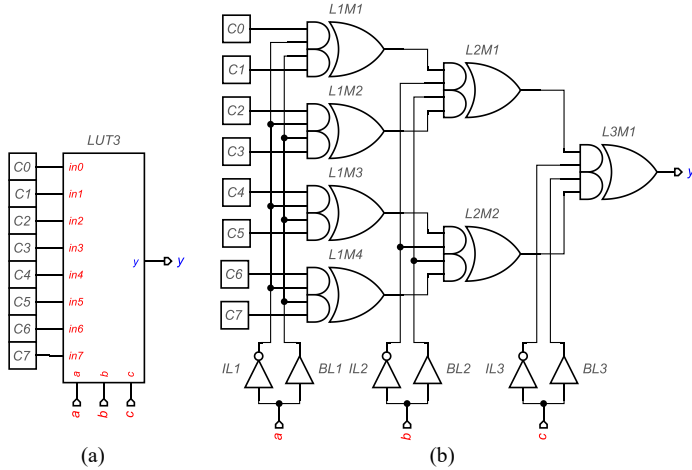 LUT3
C0 in0
C1 in1
C2 in2
C3 in3
C4 in4 y y
C5 in5
C6 in6
C7 in7
a b c
a b c
(a)
C0 L1M1
C1 L2M1
C2 L1M2
C3 L3M1
y
C4 L1M3
C5 L2M2
C6 L1M4
C7
IL1 BL1 IL2 BL2 IL3 BL3
a b c
(b)